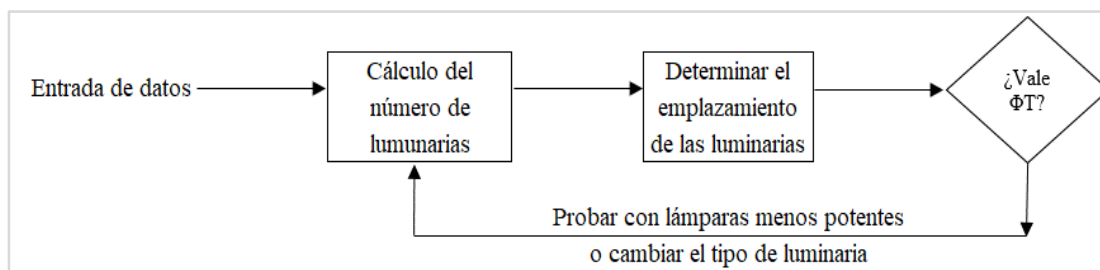 Entrada de datos
Cálculo del
número de
lumunarias
Determinar el
emplazamiento
de las luminarias
¿Vale
ΦT?
Probar con lámparas menos potentes
o cambiar el tipo de luminaria